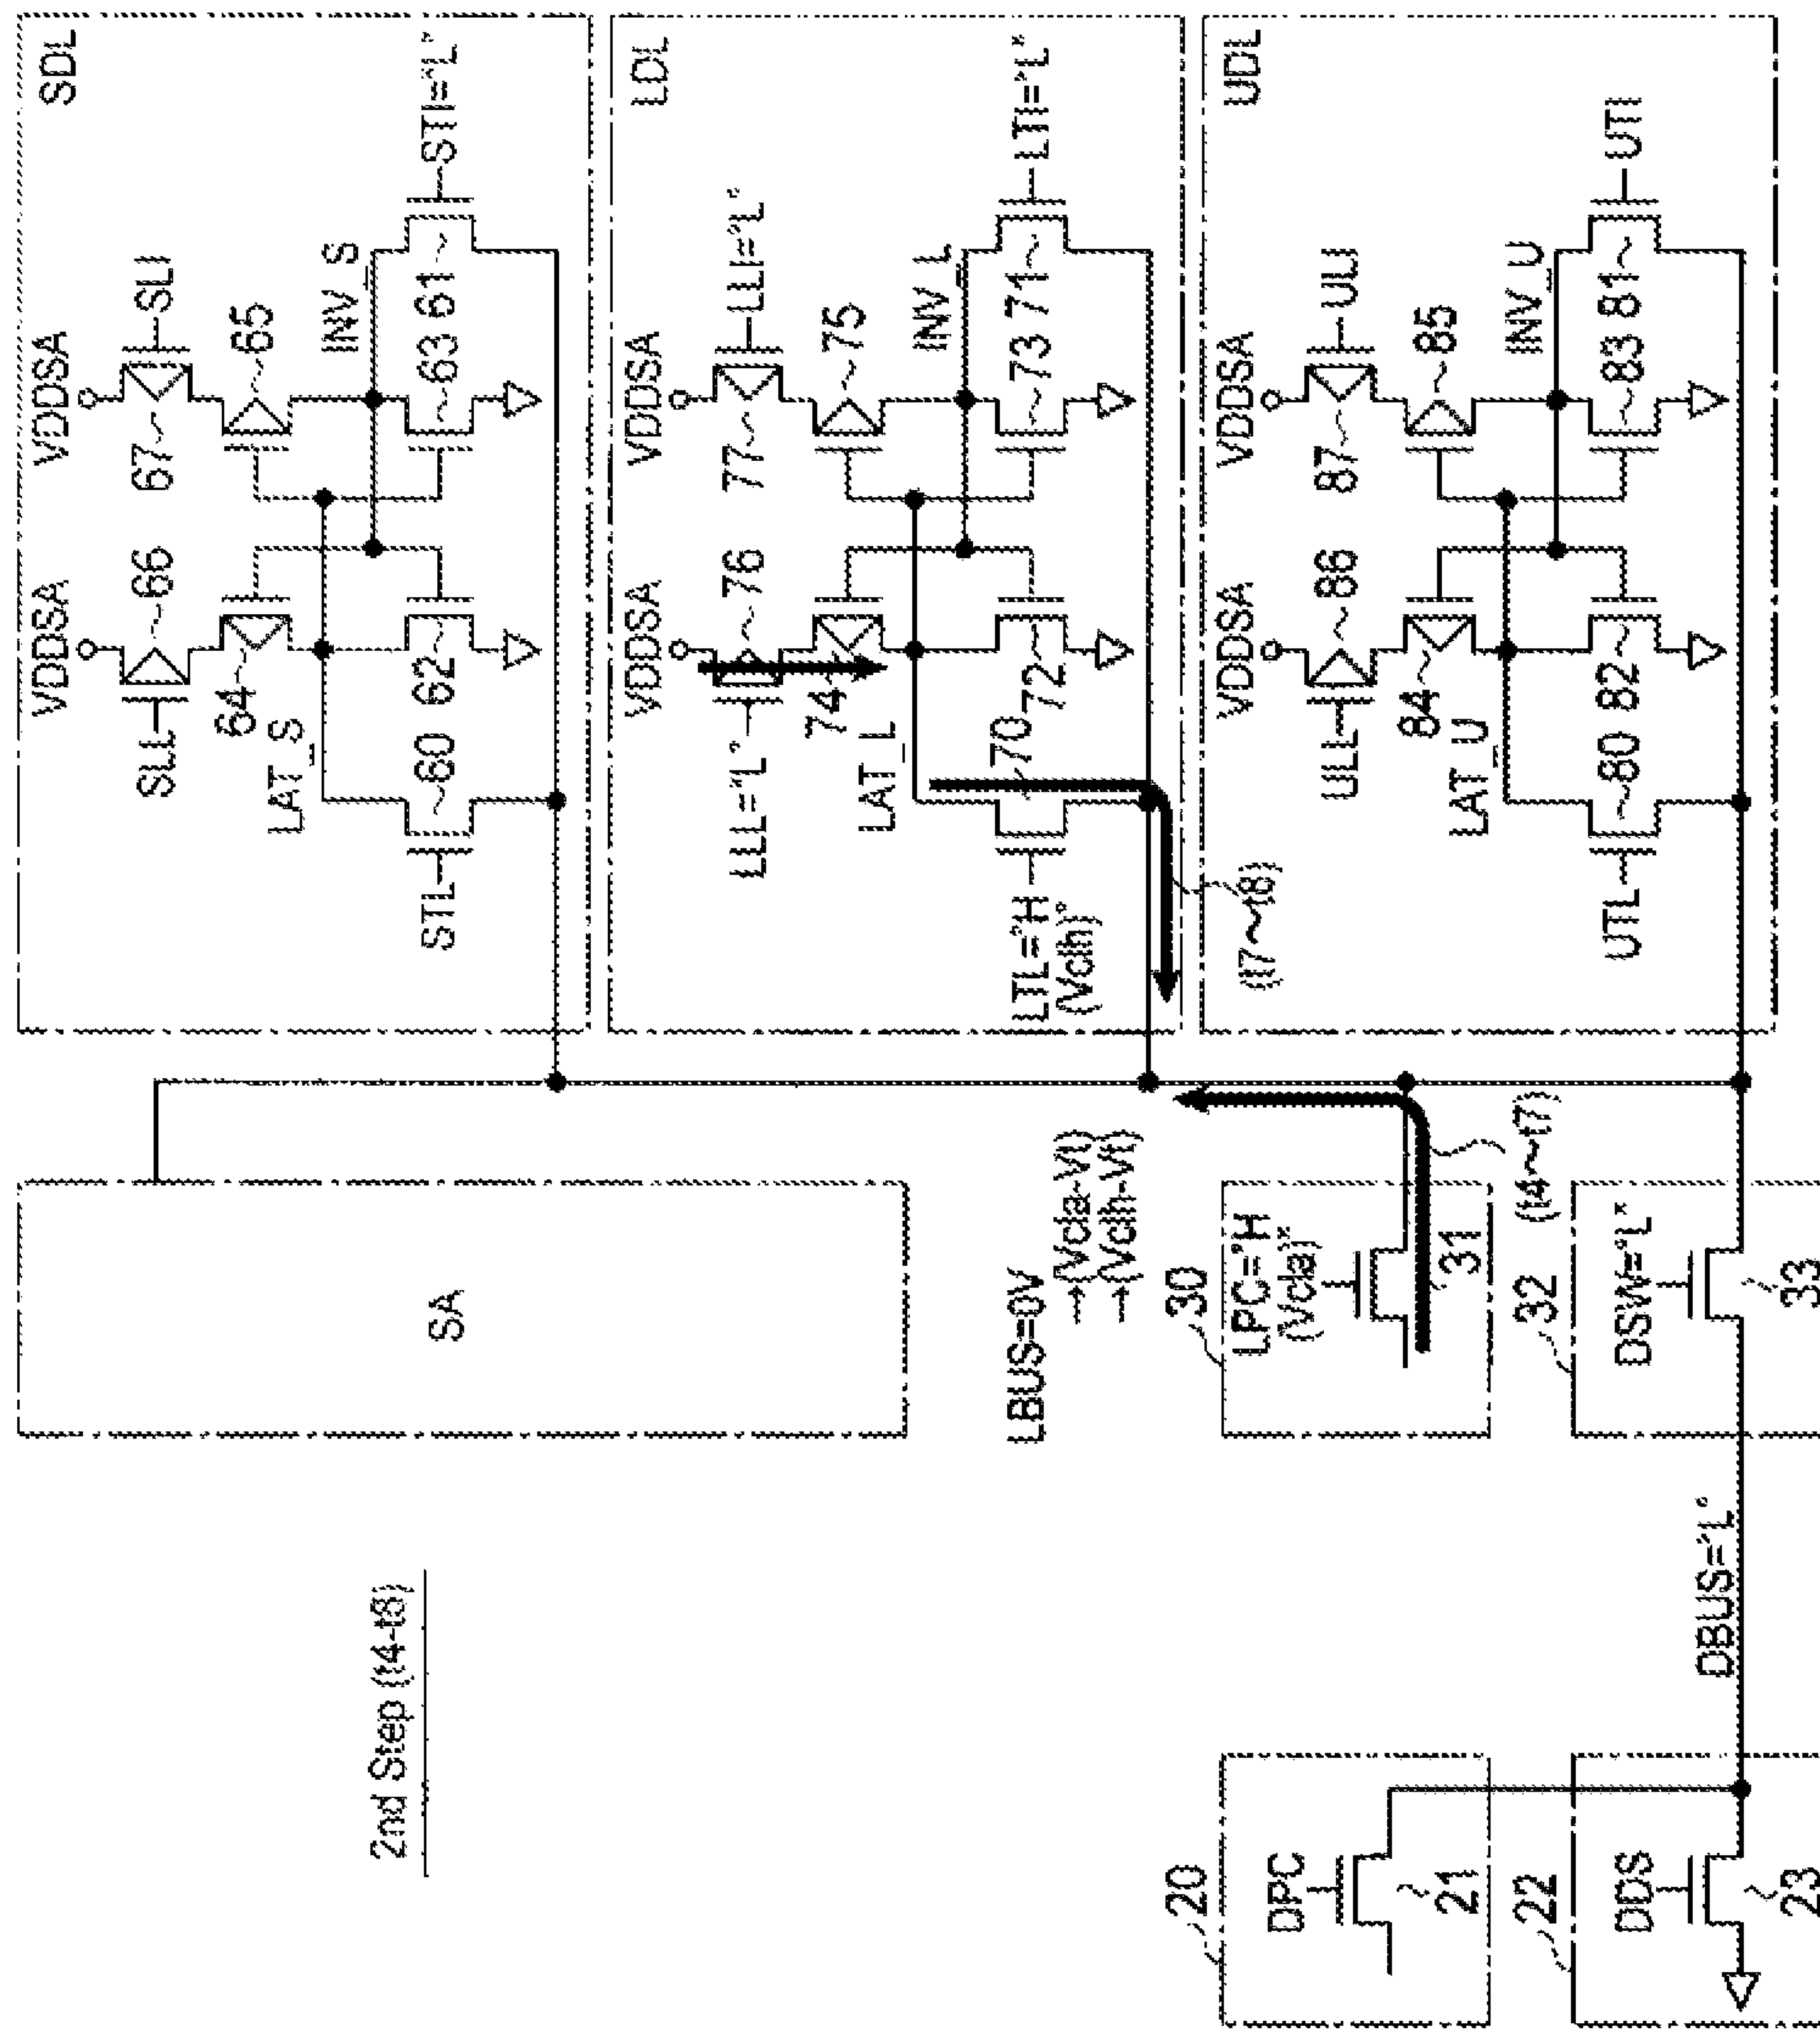 2nd Step (t4-t8)
SA
LBUS=0V
→(Vcla-Vt)
→(Vclh-Vt)
20
DPC
21
22
DDS
23
DBUS="L"
30
LPC="H
(Vcla)"
31
(t4~t7)
32
DSW="L"
33
SDL
VDDSA
VDDSA
SLL
66
67
SLI
64
65
LAT_S
INV_S
STL
60
62
63
61
STI="L"
LDL
VDDSA
VDDSA
LLL="L"
76
77
LLI="L"
74
75
LAT_L
INV_L
LTL="H
(Vclh)"
70
72
73
71
LTI="L"
(t7~t8)
UDL
VDDSA
VDDSA
ULL
86
87
ULI
84
85
LAT_U
INV_U
UTL
80
82
83
81
UTI